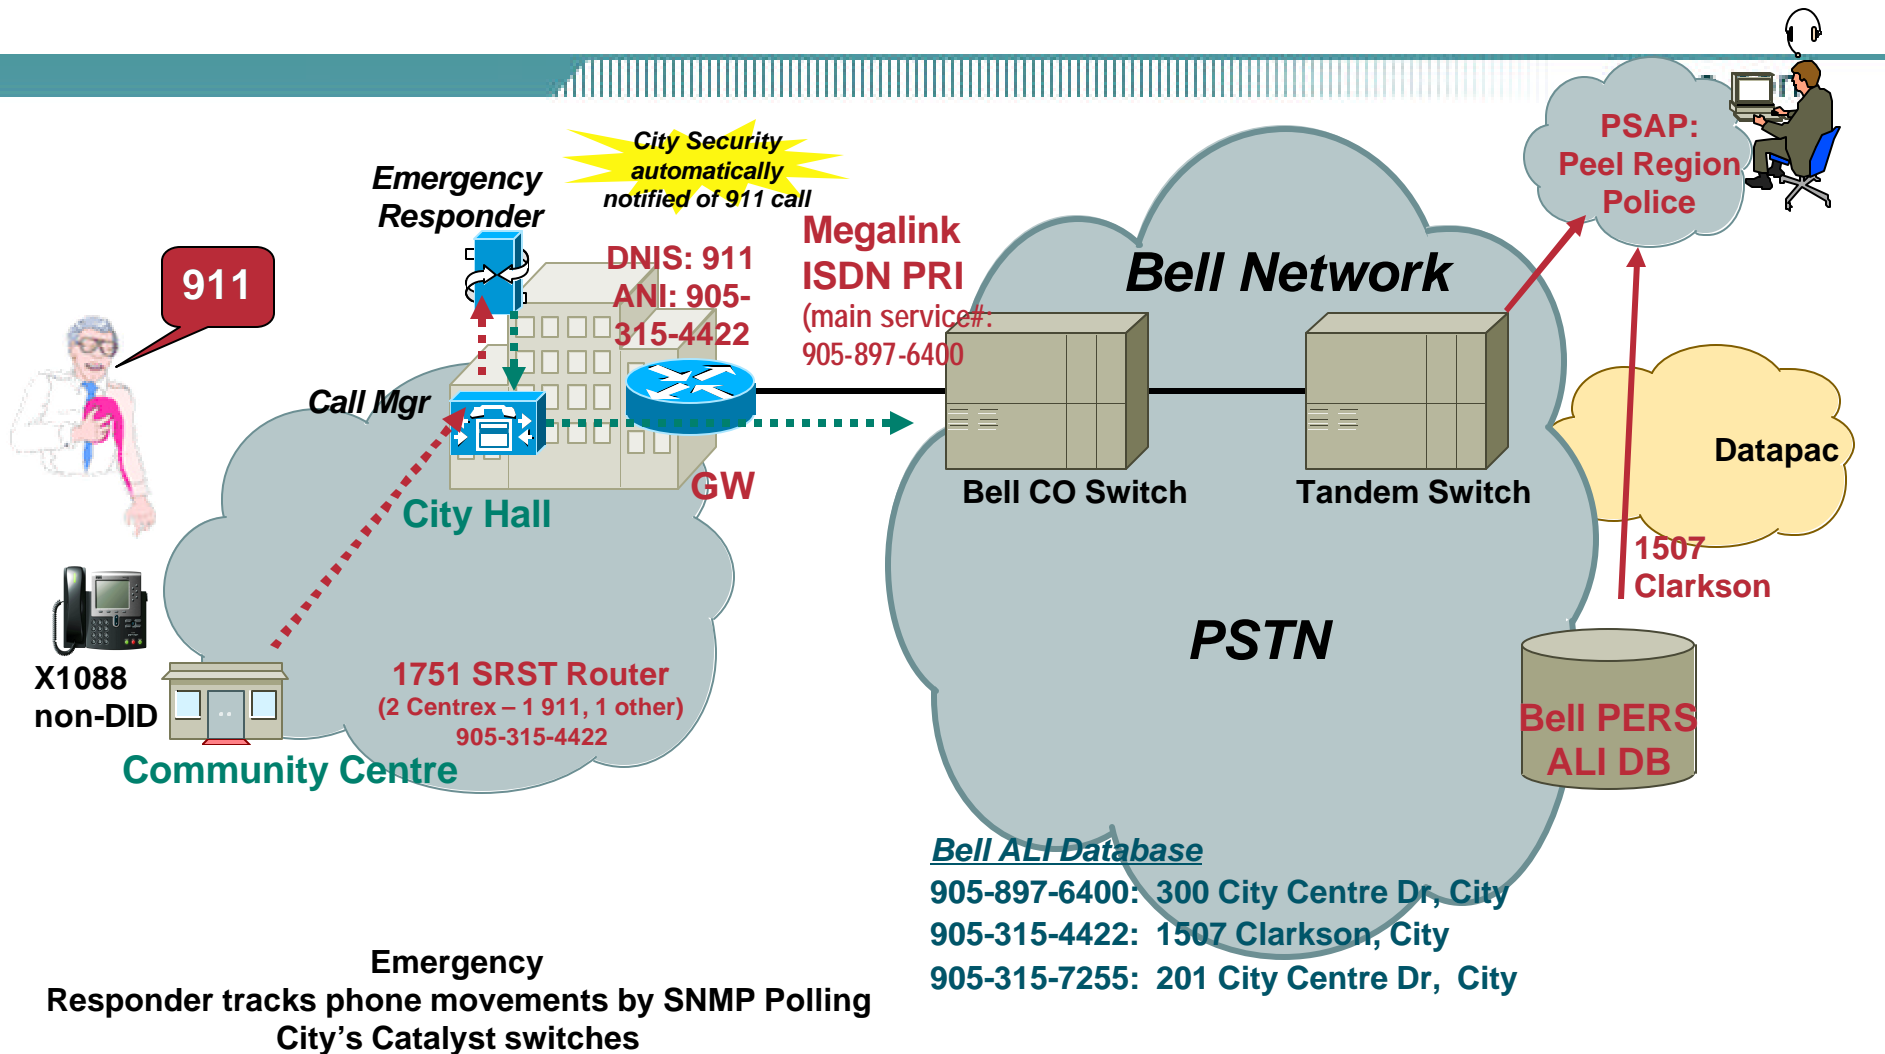 City Security
automatically
notified of 911 call
PSAP:
Peel Region
Police
Emergency
Responder
911
DNIS: 911
ANI: 905-
315-4422
Megalink
ISDN PRI
(main service#:
905-897-6400
Bell Network
Call Mgr
GW
City Hall
Bell CO Switch
Tandem Switch
Datapac
1507
Clarkson
PSTN
X1088
non-DID
1751 SRST Router
(2 Centrex – 1 911, 1 other)
905-315-4422
Community Centre
Bell PERS
ALI DB
Bell ALI Database
905-897-6400: 300 City Centre Dr, City
905-315-4422: 1507 Clarkson, City
905-315-7255: 201 City Centre Dr, City
Emergency
Responder tracks phone movements by SNMP Polling
City’s Catalyst switches